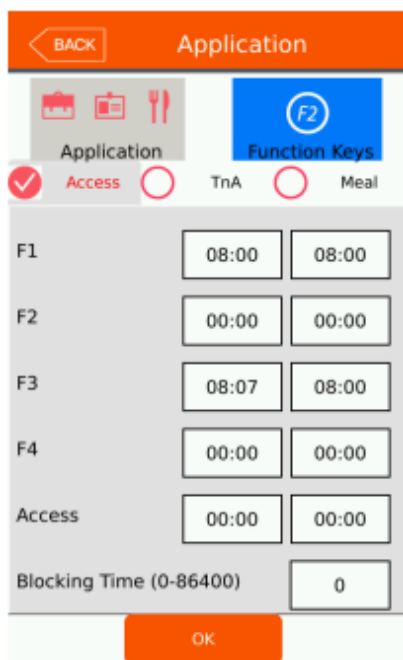 BACK Application
F2
Application Function Keys
Access TnA Meal
F1 08:00 08:00
F2 00:00 00:00
F3 08:07 08:00
F4 00:00 00:00
Access 00:00 00:00
Blocking Time (0-86400) 0
OK